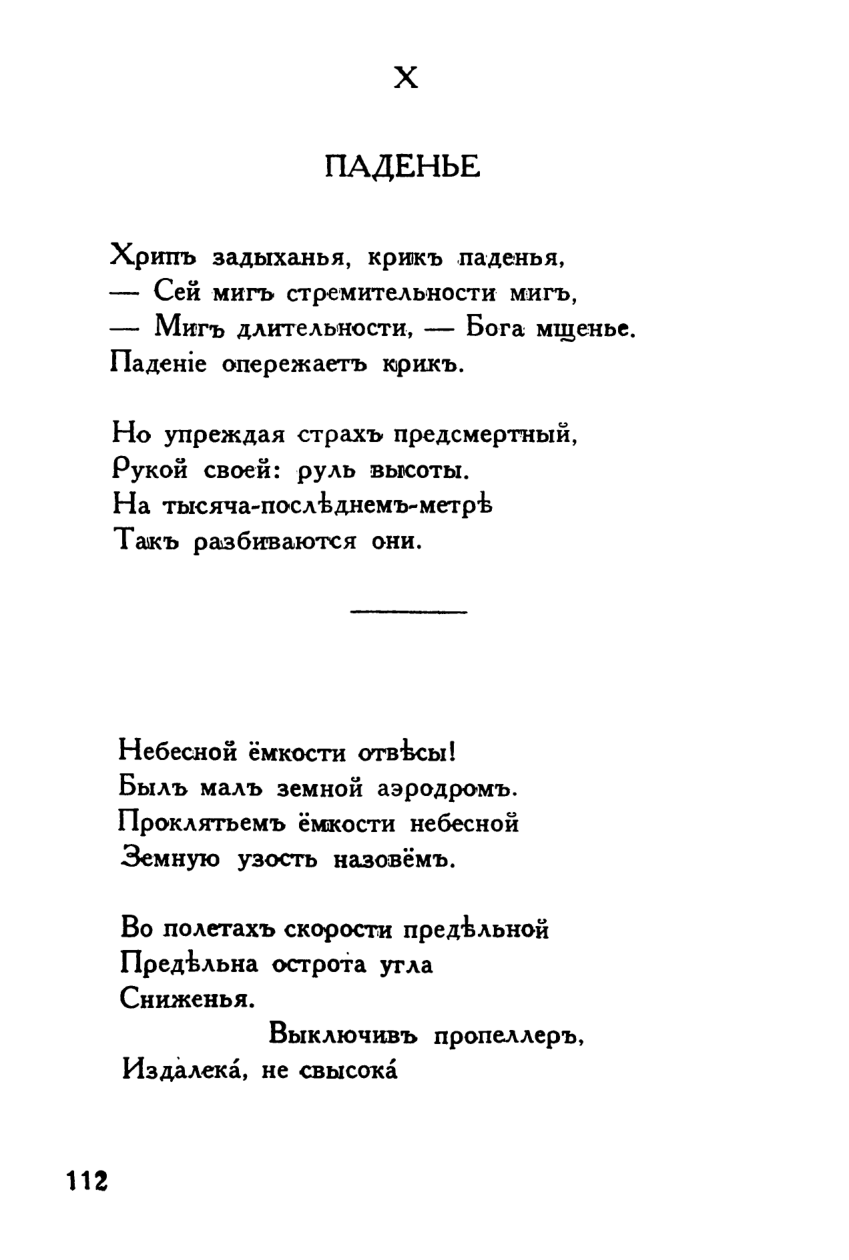 X
ПАДЕНЬЕ
Хрипъ задыханья, крикъ паденья,
— Сей мигъ стремительности мигъ,
— Мигъ длительности, — Бога мщенье.
Паденіе опережаетъ крикъ.
Но упреждая страхъ предсмертный,
Рукой своей: руль высоты.
На тысяча-послѣднемъ-метрѣ
Такъ разбиваются они.
Небесной ёмкости отвѣсы!
Былъ малъ земной аэродромъ.
Проклятьемъ ёмкости небесной
Земную узость назовёмъ.
Во полетахъ скорости предѣльной
Предѣльна острота угла
Сниженья.
Выключивъ пропеллеръ,
Издалека́, не свысока́
112